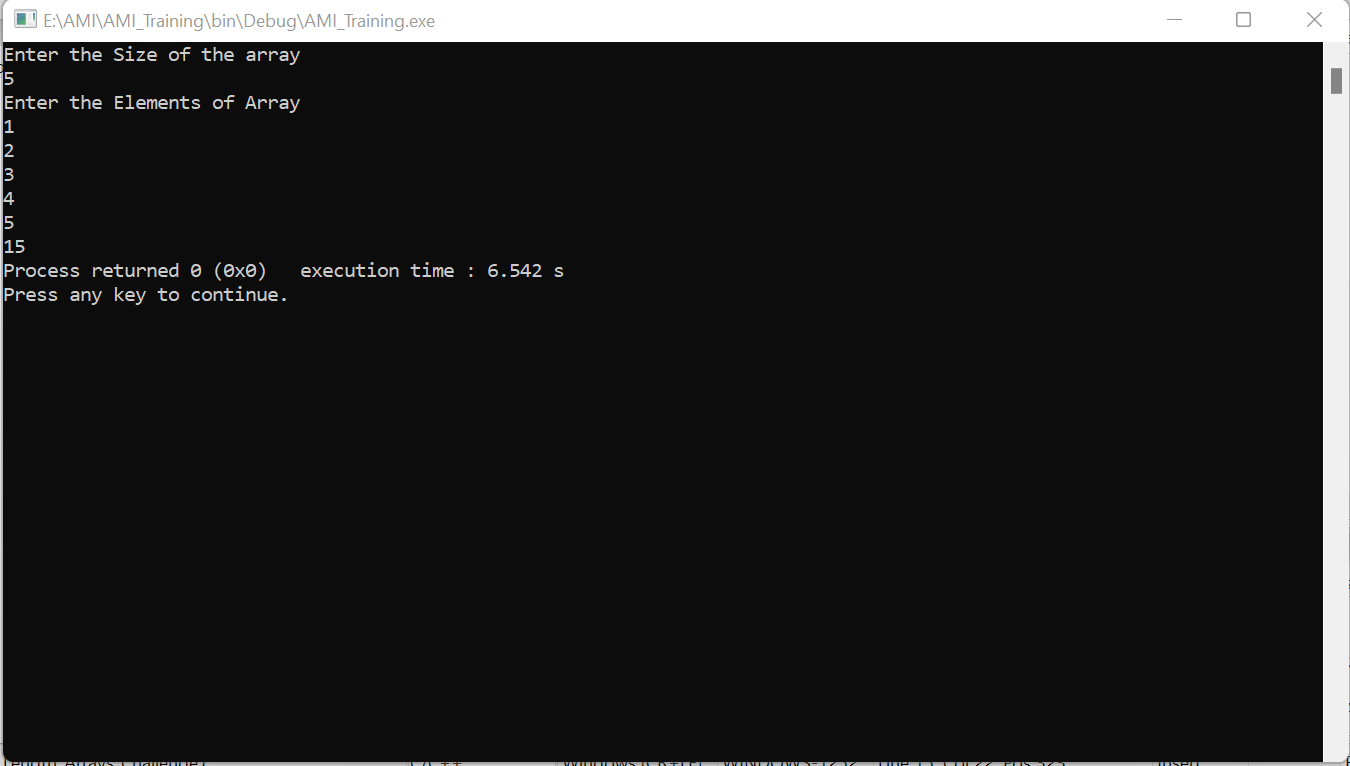 E:\AMI\AMI_Training\bin\Debug\AMI_Training.exe
Enter the Size of the array
5
Enter the Elements of Array
1
2
3
4
5
15
Process returned 0 (0x0)   execution time : 6.542 s
Press any key to continue.